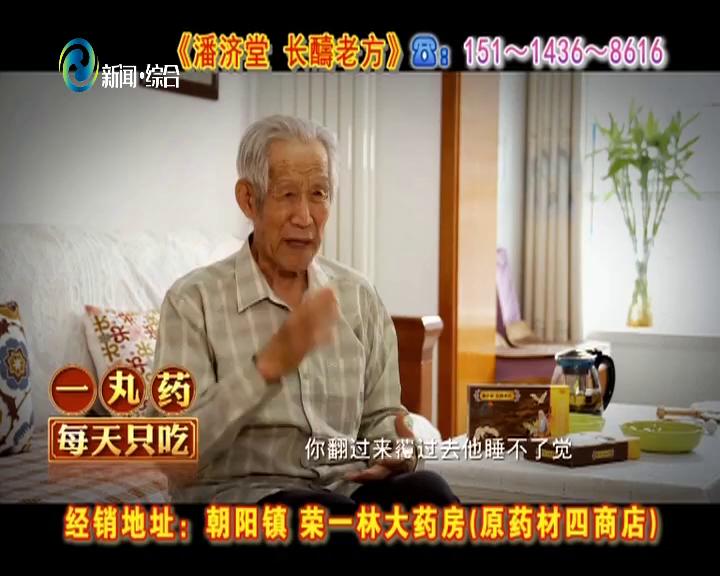 《潘济堂 长醻老方》☎: 151～1436～8616
新闻·综合
一丸药
每天只吃
你翻过来覆过去他睡不了觉
经销地址：朝阳镇 荣一林大药房(原药材四商店)